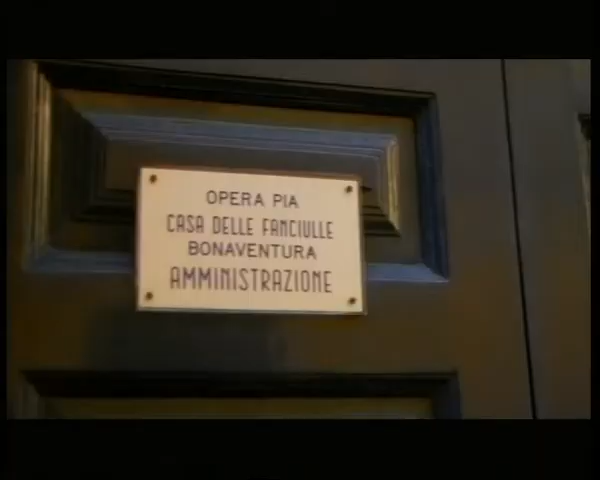 OPERA PIA
CASA DELLE FANCIULLE
BONAVENTURA
AMMINISTRAZIONE